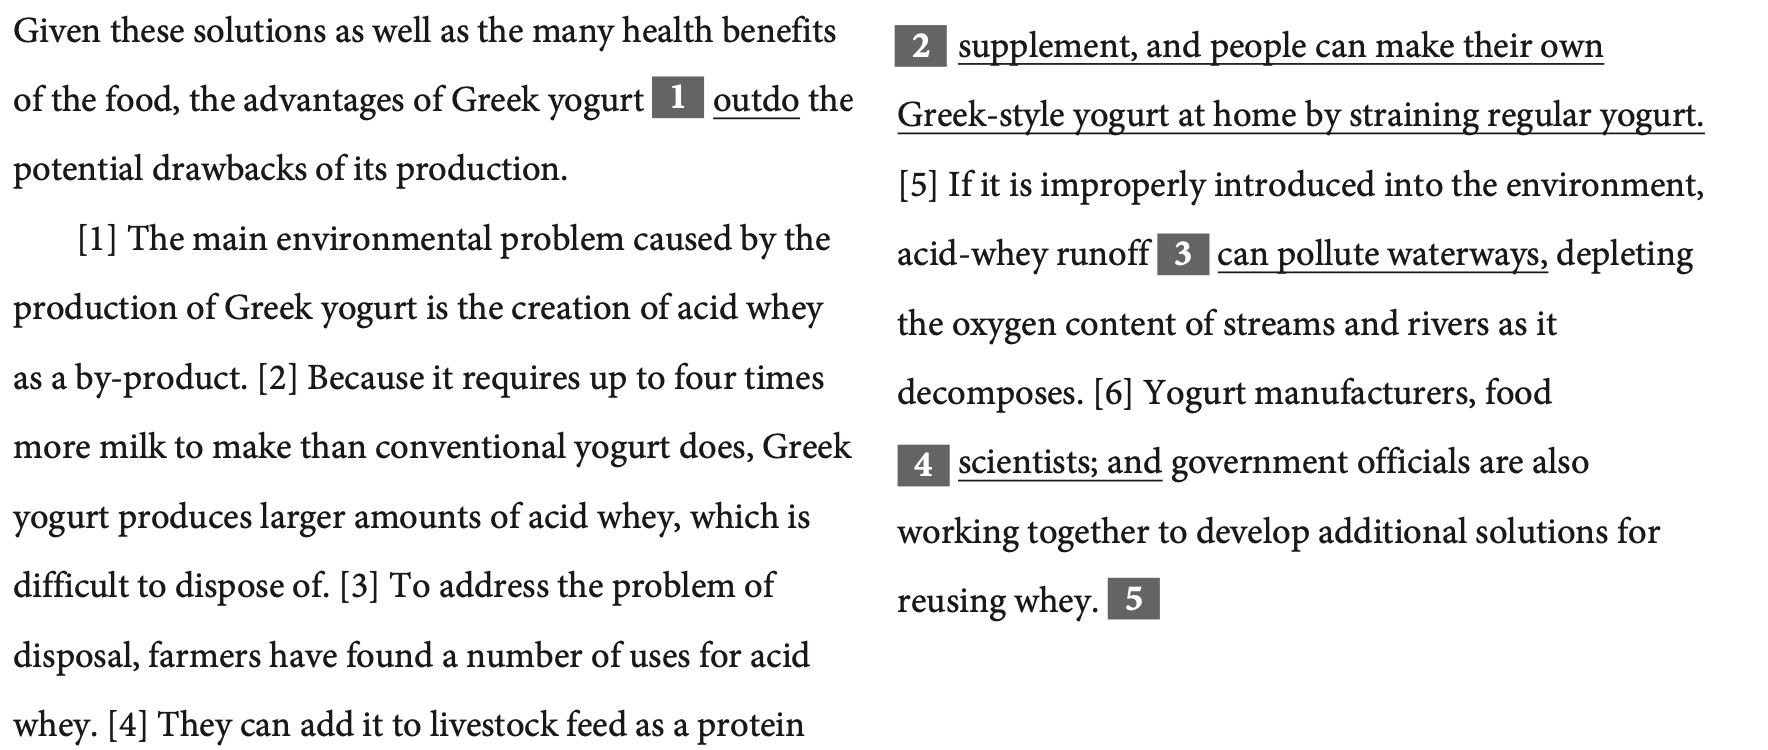 Given these solutions as well as the many health benefits
of the food, the advantages of Greek yogurt 1 outdo the
potential drawbacks of its production.
[1] The main environmental problem caused by the
production of Greek yogurt is the creation of acid whey
as a by-product. [2] Because it requires up to four times
more milk to make than conventional yogurt does, Greek
yogurt produces larger amounts of acid whey, which is
difficult to dispose of. [3] To address the problem of
disposal, farmers have found a number of uses for acid
whey. [4] They can add it to livestock feed as a protein
2 supplement, and people can make their own
Greek-style yogurt at home by straining regular yogurt.
[5] If it is improperly introduced into the environment,
acid-whey runoff 3 can pollute waterways, depleting
the oxygen content of streams and rivers as it
decomposes. [6] Yogurt manufacturers, food
4 scientists; and government officials are also
working together to develop additional solutions for
reusing whey. 5